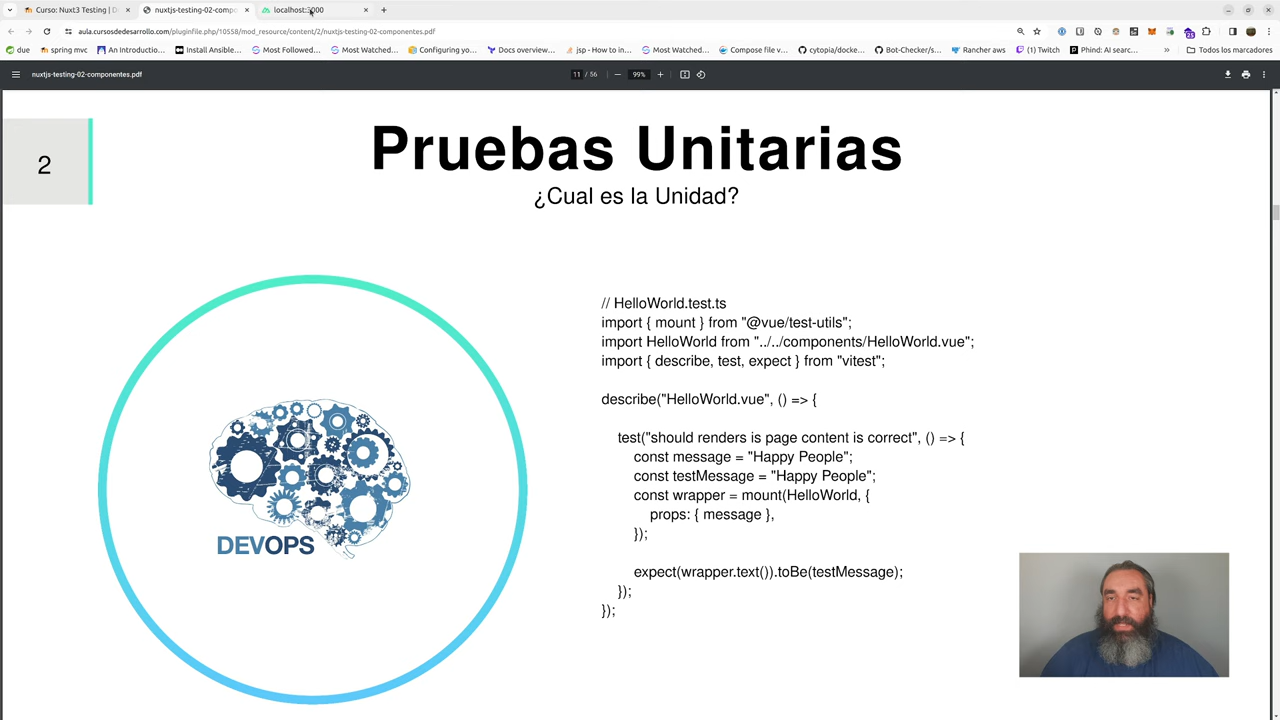 Curso: Nuxt3 Testing | D
nuxtjs-testing-02-compone
localhost:3000
aula.cursosdedesarrollo.com/pluginfile.php/10558/mod_resource/content/2/nuxtjs-testing-02-componentes.pdf
due
spring mvc
An Introduction...
Install Ansible...
Most Followed...
Most Watched...
Configuring yo...
Docs overview...
jsp - How to in...
Most Watched...
Compose file v...
cytopia/docke...
Bot-Checker/s...
Rancher aws
(1) Twitch
Phind: AI searc...
»
Todos los marcadores
nuxtjs-testing-02-componentes.pdf
11 / 56
99%
2
Pruebas Unitarias
¿Cual es la Unidad?
// HelloWorld.test.ts
import { mount } from "@vue/test-utils";
import HelloWorld from "../../components/HelloWorld.vue";
import { describe, test, expect } from "vitest";
describe("HelloWorld.vue", () => {
test("should renders is page content is correct", () => {
const message = "Happy People";
const testMessage = "Happy People";
const wrapper = mount(HelloWorld, {
props: { message },
});
expect(wrapper.text()).toBe(testMessage);
});
});
DEVOPS